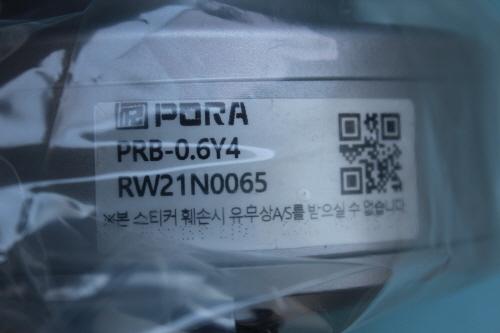 PORA
PRB-0.6Y4
RW21N0065
※본 스티커 훼손시 유무상A/S를 받으실 수 없습니다